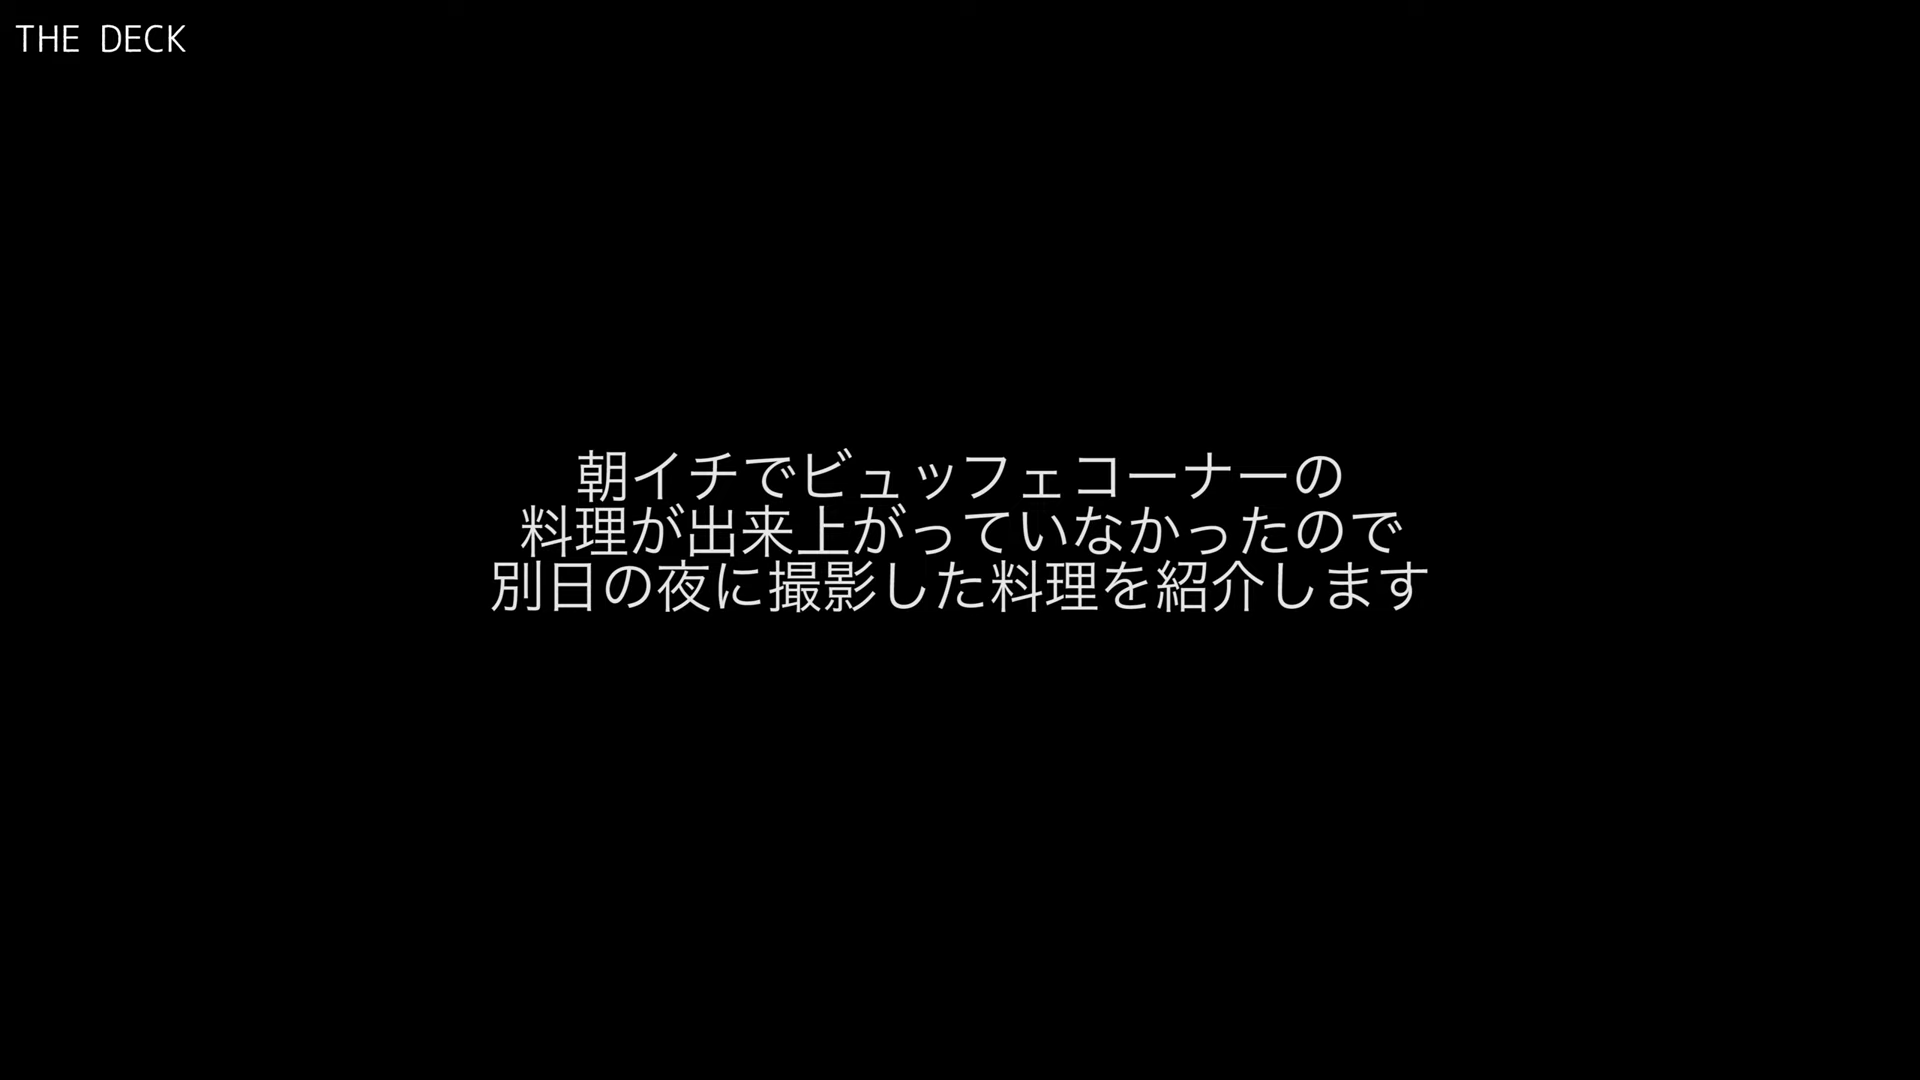 THE DECK
朝イチでビュッフェコーナーの
料理が出来上がっていなかったので
別日の夜に撮影した料理を紹介します